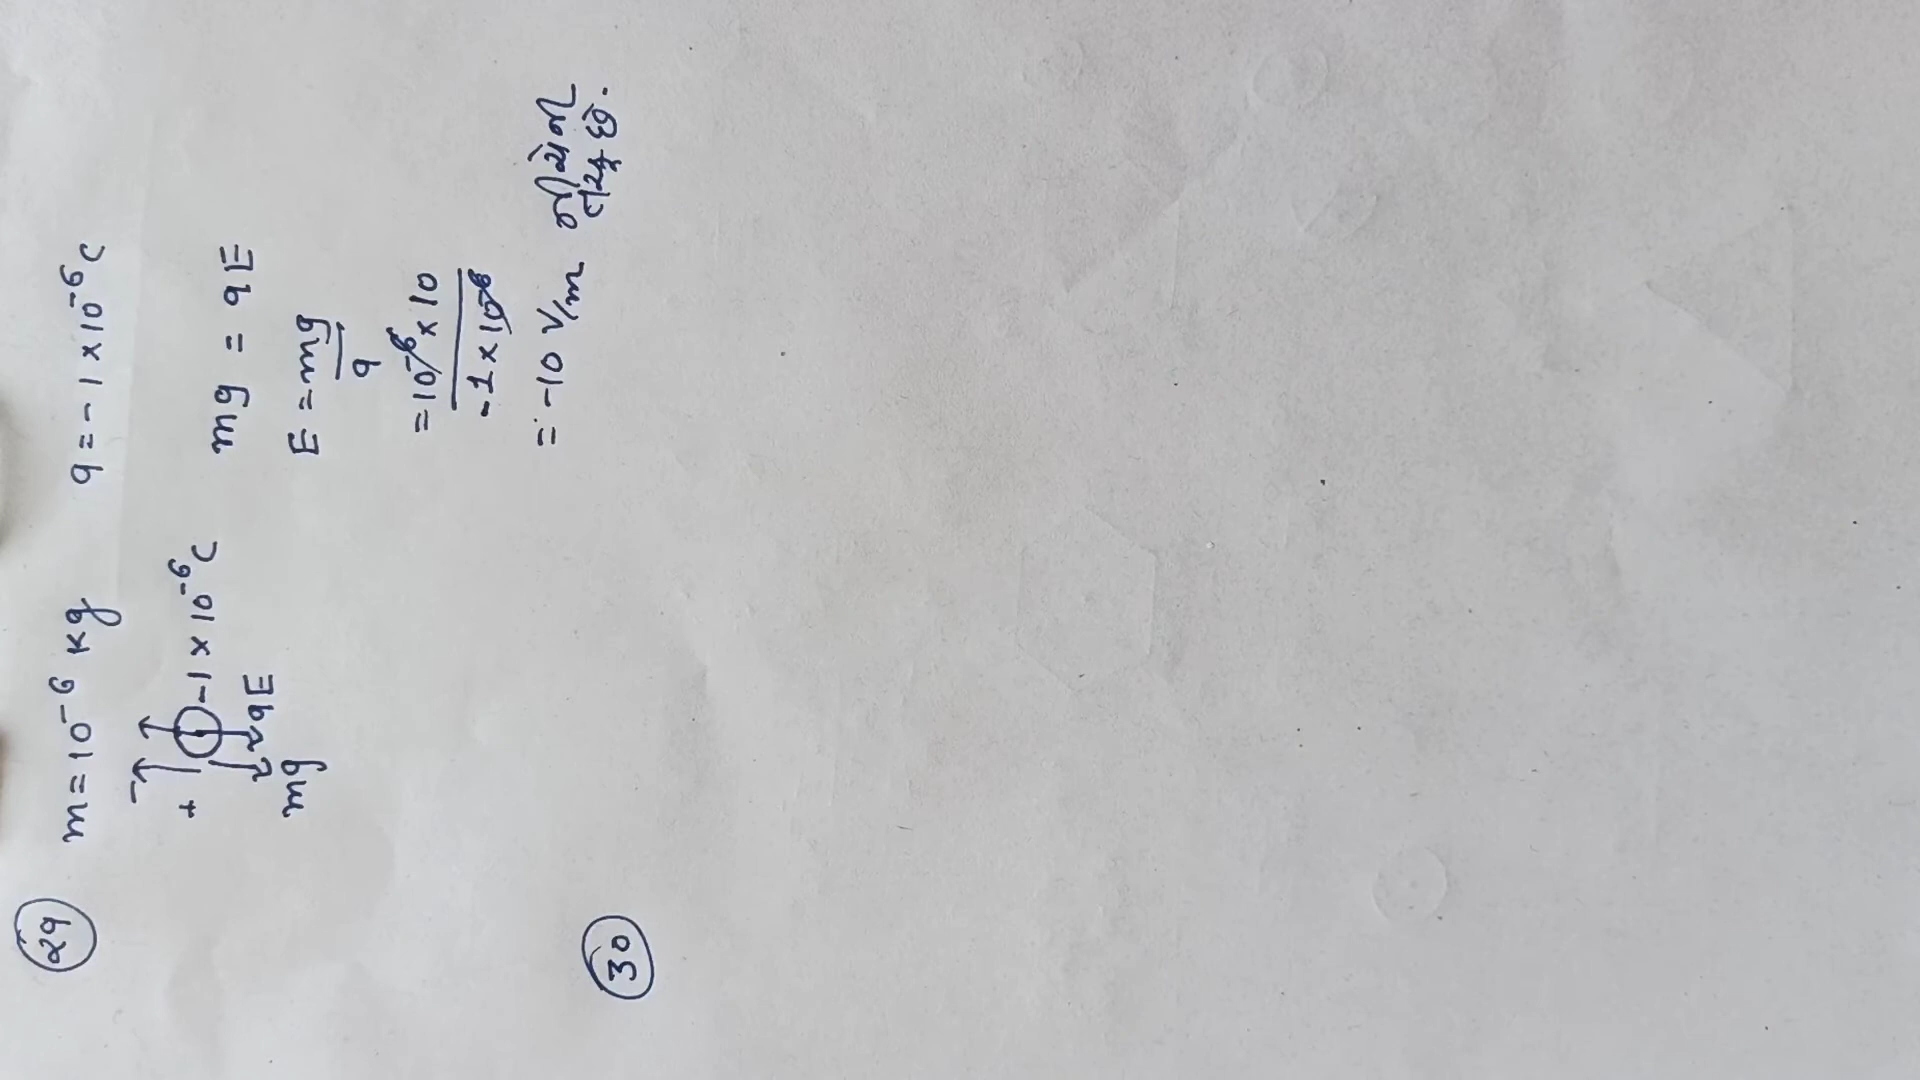 29 m = 10⁻⁶ kg q = -1 × 10⁻⁶ C
- + -1 × 10⁻⁶ C
qE
mg
mg = qE
E = mg/q
= 10⁻⁶ × 10 / -1 × 10⁻⁶
= -10 V/m નીચેની
તરફ છે.
30